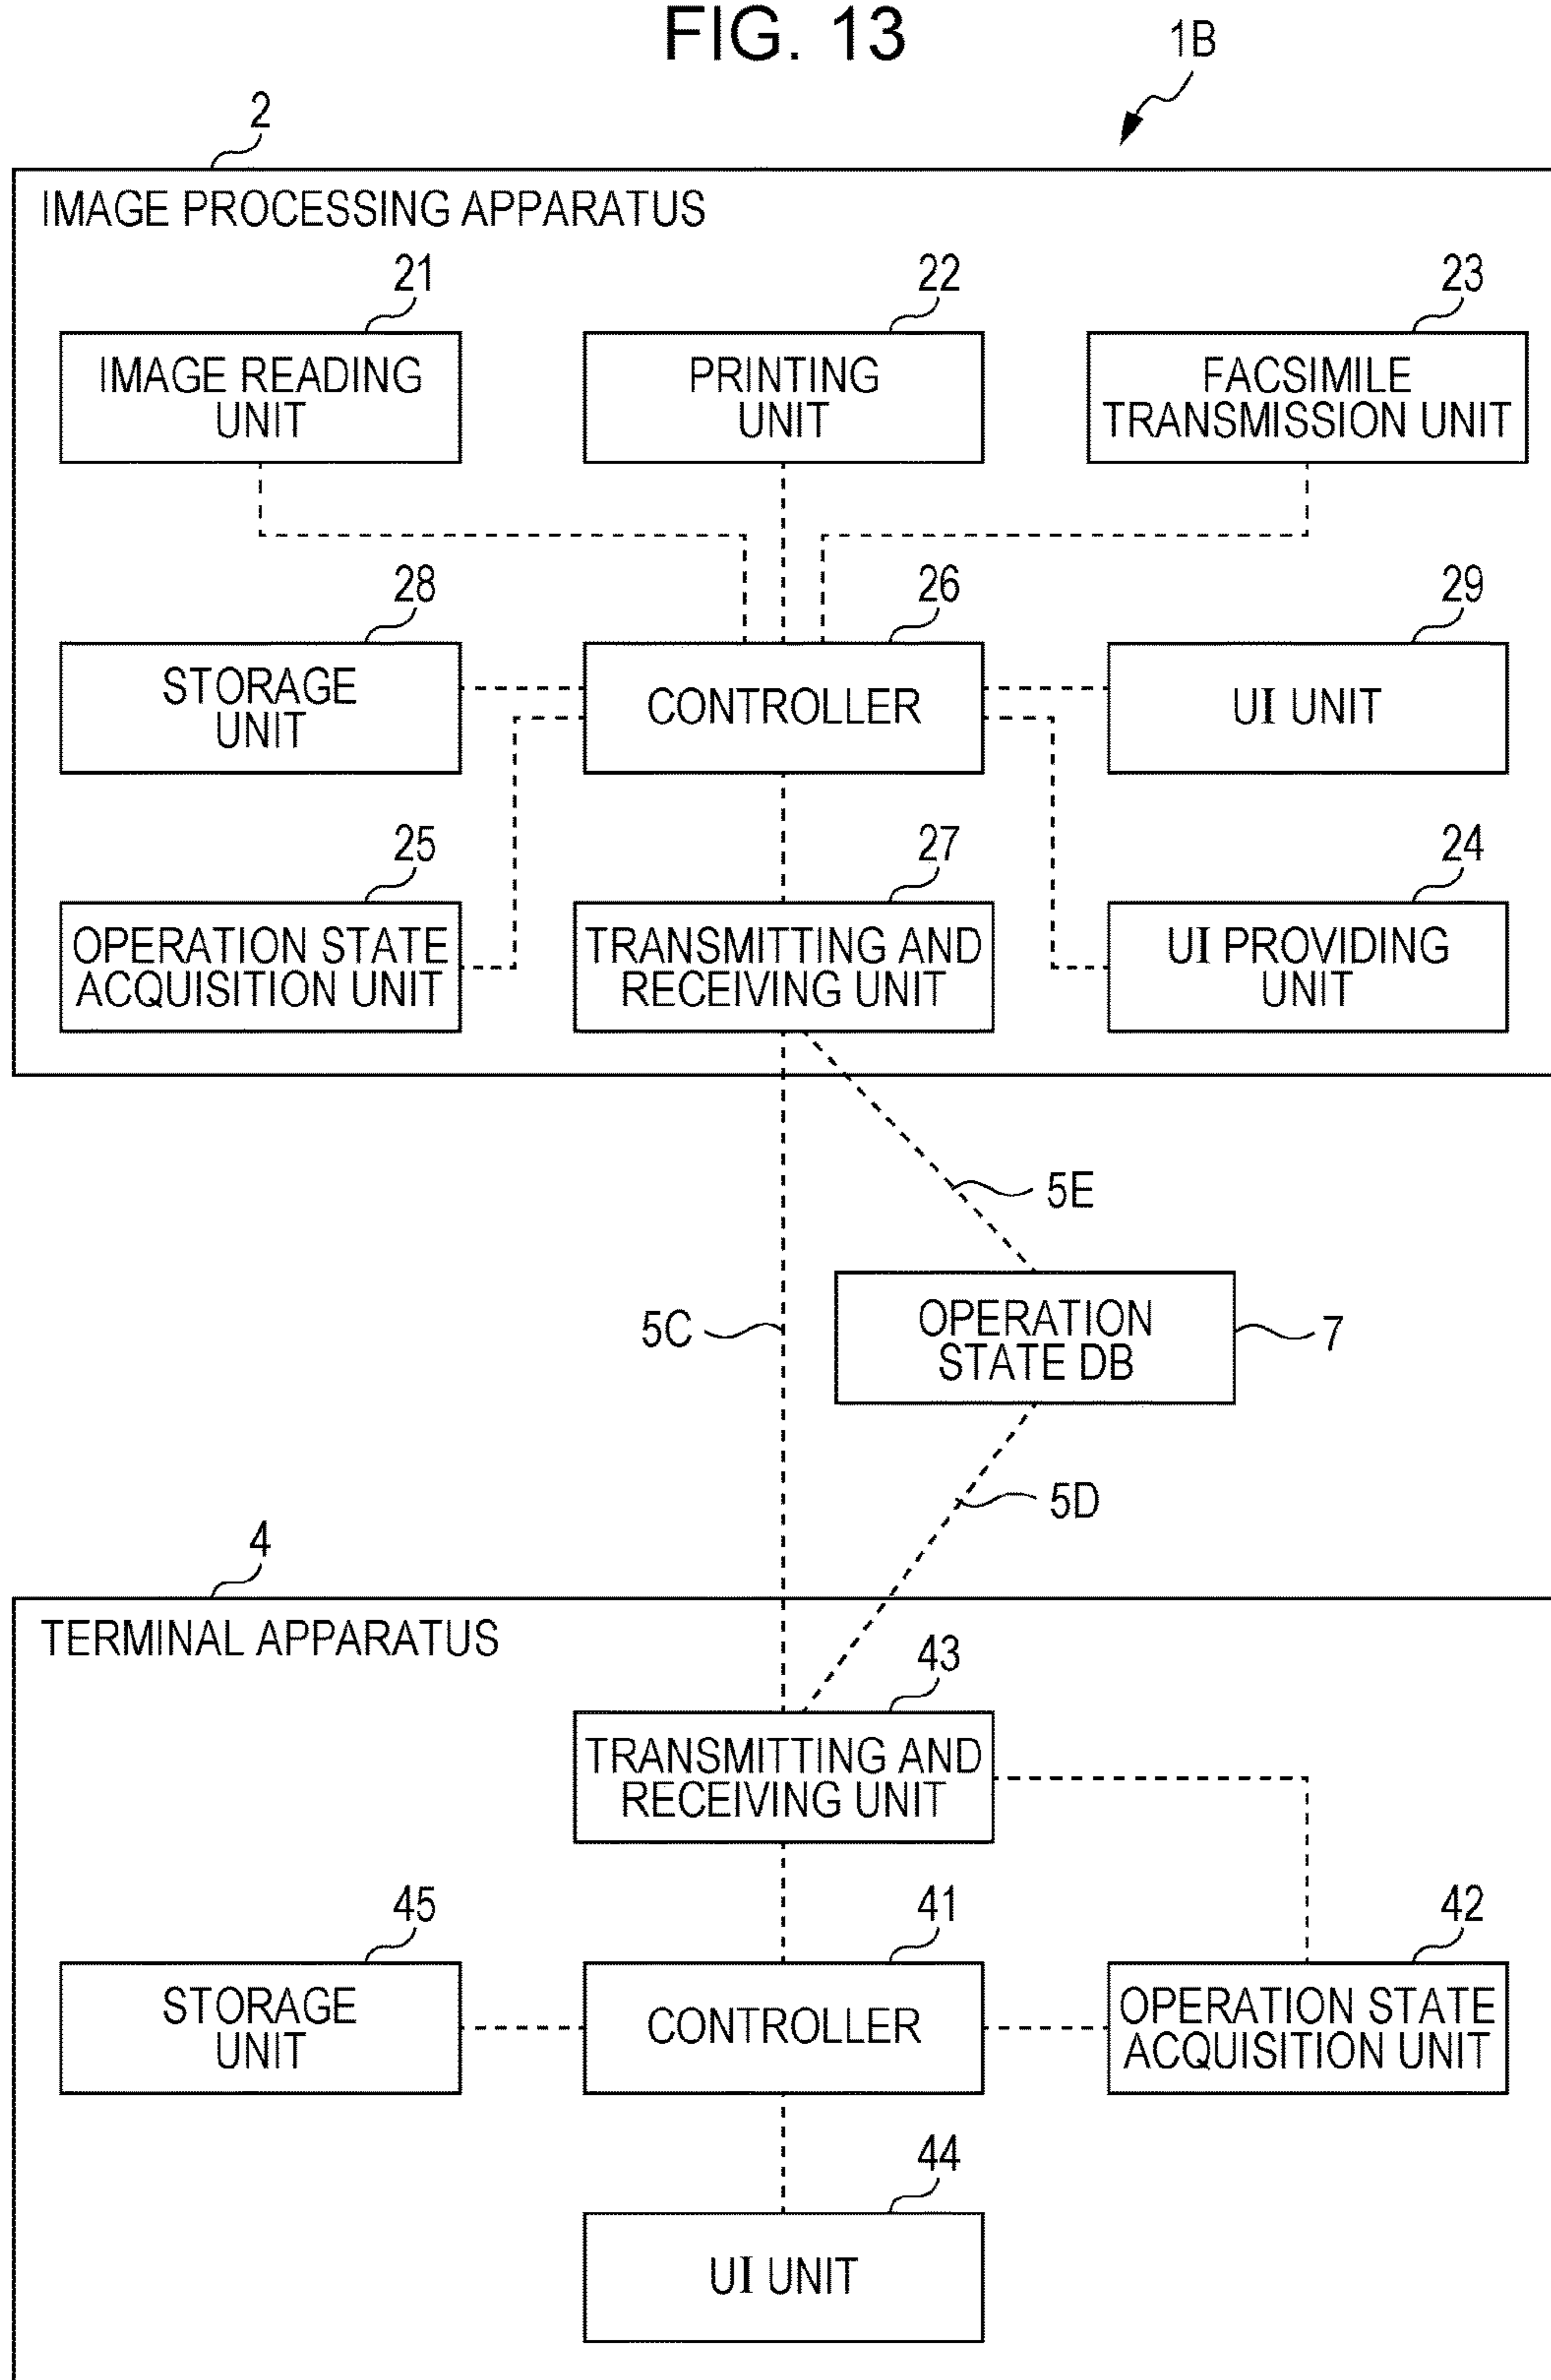 FIG. 13
1B
2
IMAGE PROCESSING APPARATUS
21
22
23
IMAGE READING
UNIT
PRINTING
UNIT
FACSIMILE
TRANSMISSION UNIT
28
26
29
STORAGE
UNIT
CONTROLLER
UI UNIT
25
27
24
OPERATION STATE
ACQUISITION UNIT
TRANSMITTING AND
RECEIVING UNIT
UI PROVIDING
UNIT
5E
5C
OPERATION
STATE DB
7
5D
4
TERMINAL APPARATUS
43
TRANSMITTING AND
RECEIVING UNIT
45
41
42
STORAGE
UNIT
CONTROLLER
OPERATION STATE
ACQUISITION UNIT
44
UI UNIT